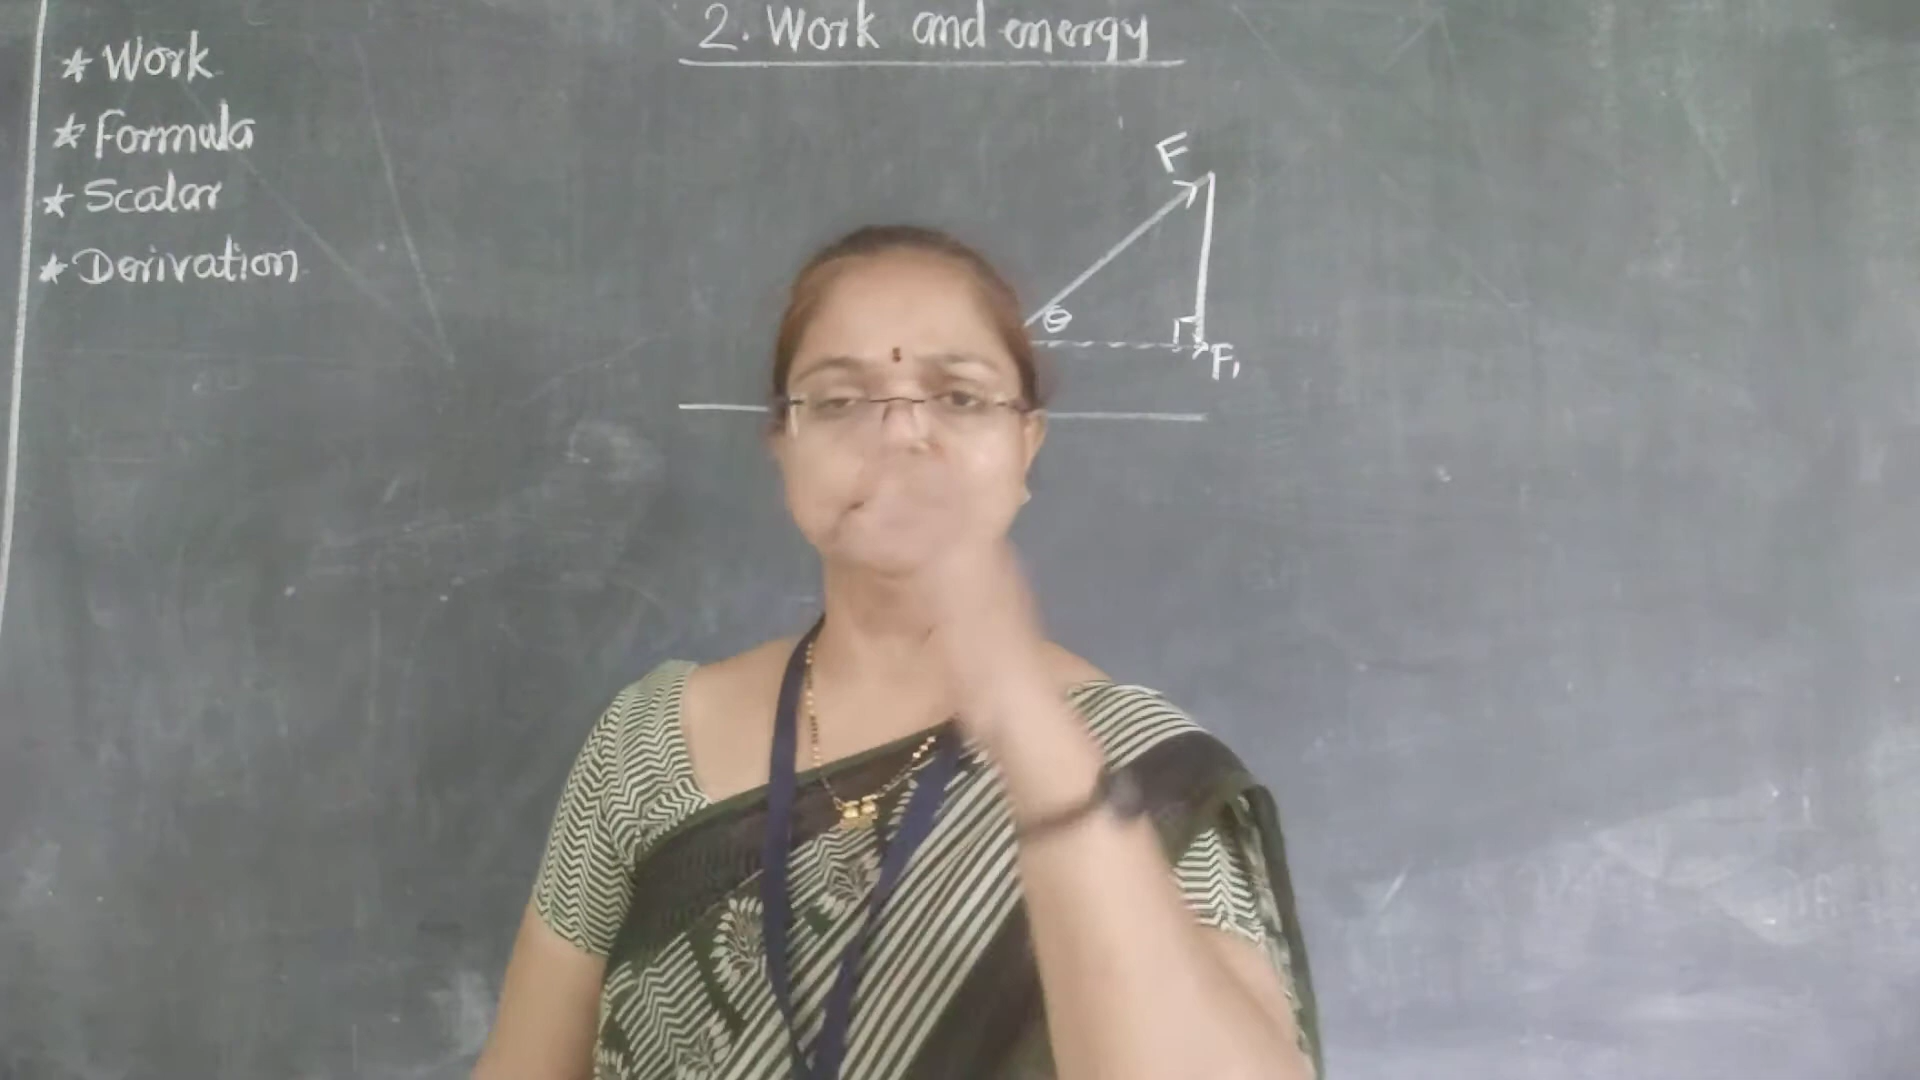 2. Work and energy
* Work
* Formula
* Scalar
* Derivation
F
θ
F₁